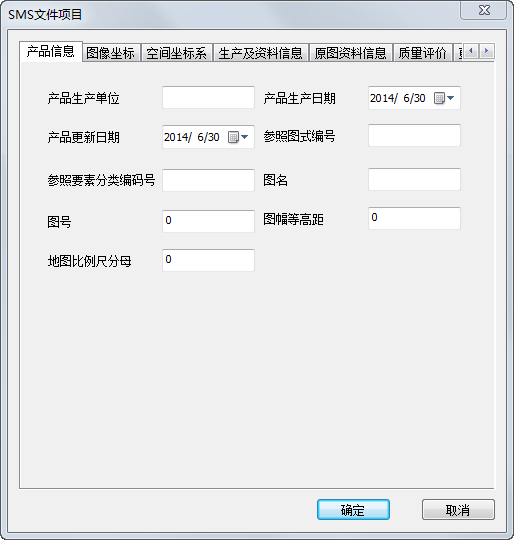 SMS文件项目
产品信息 图像坐标 空间坐标系 生产及资料信息 原图资料信息 质量评价
产品生产单位 产品生产日期 2014/ 6/30
产品更新日期 2014/ 6/30 参照图式编号
参照要素分类编码号 图名
图号 0 图幅等高距 0
地图比例尺分母 0
确定 取消